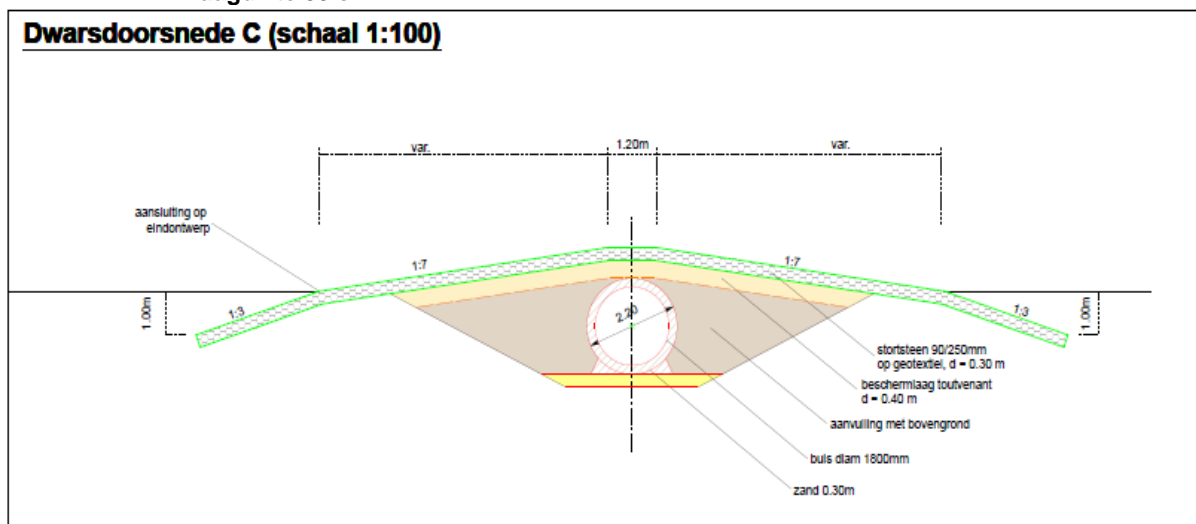 Dwarsdoorsnede C (schaal 1:100)
var.
1.20m
var.
aansluiting op
eindontwerp
1:7
1:7
1.00m
1:3
2.20
1:3
1.00m
stortsteen 90/250mm
op geotextiel, d = 0.30 m
beschermlaag toutvenant
d = 0.40 m
aanvulling met bovengrond
buis diam 1800mm
zand 0.30m